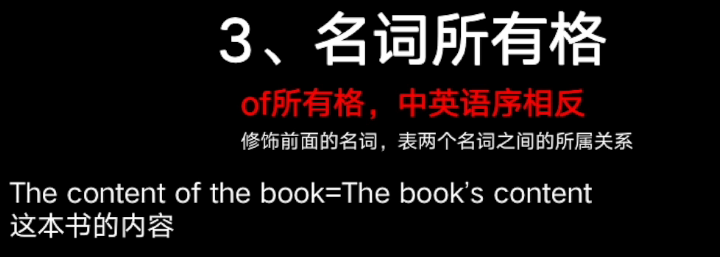 3、名词所有格
of所有格，中英语序相反
修饰前面的名词，表两个名词之间的所属关系
The content of the book=The book’s content
这本书的内容